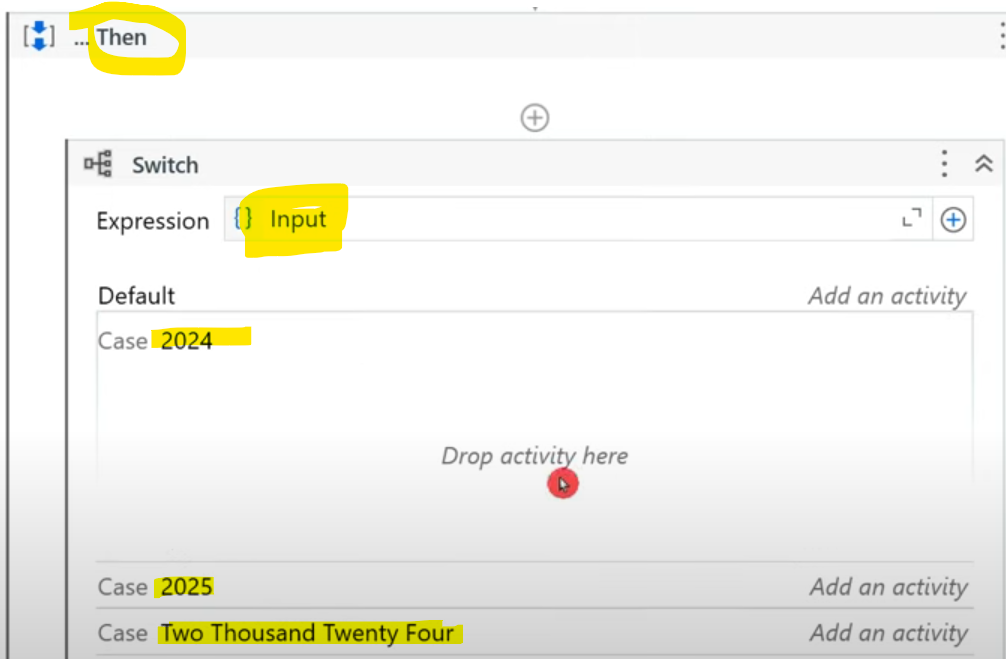 ... Then
Switch
Expression {} Input
Default Add an activity
Case 2024
Drop activity here
Case 2025 Add an activity
Case Two Thousand Twenty Four Add an activity